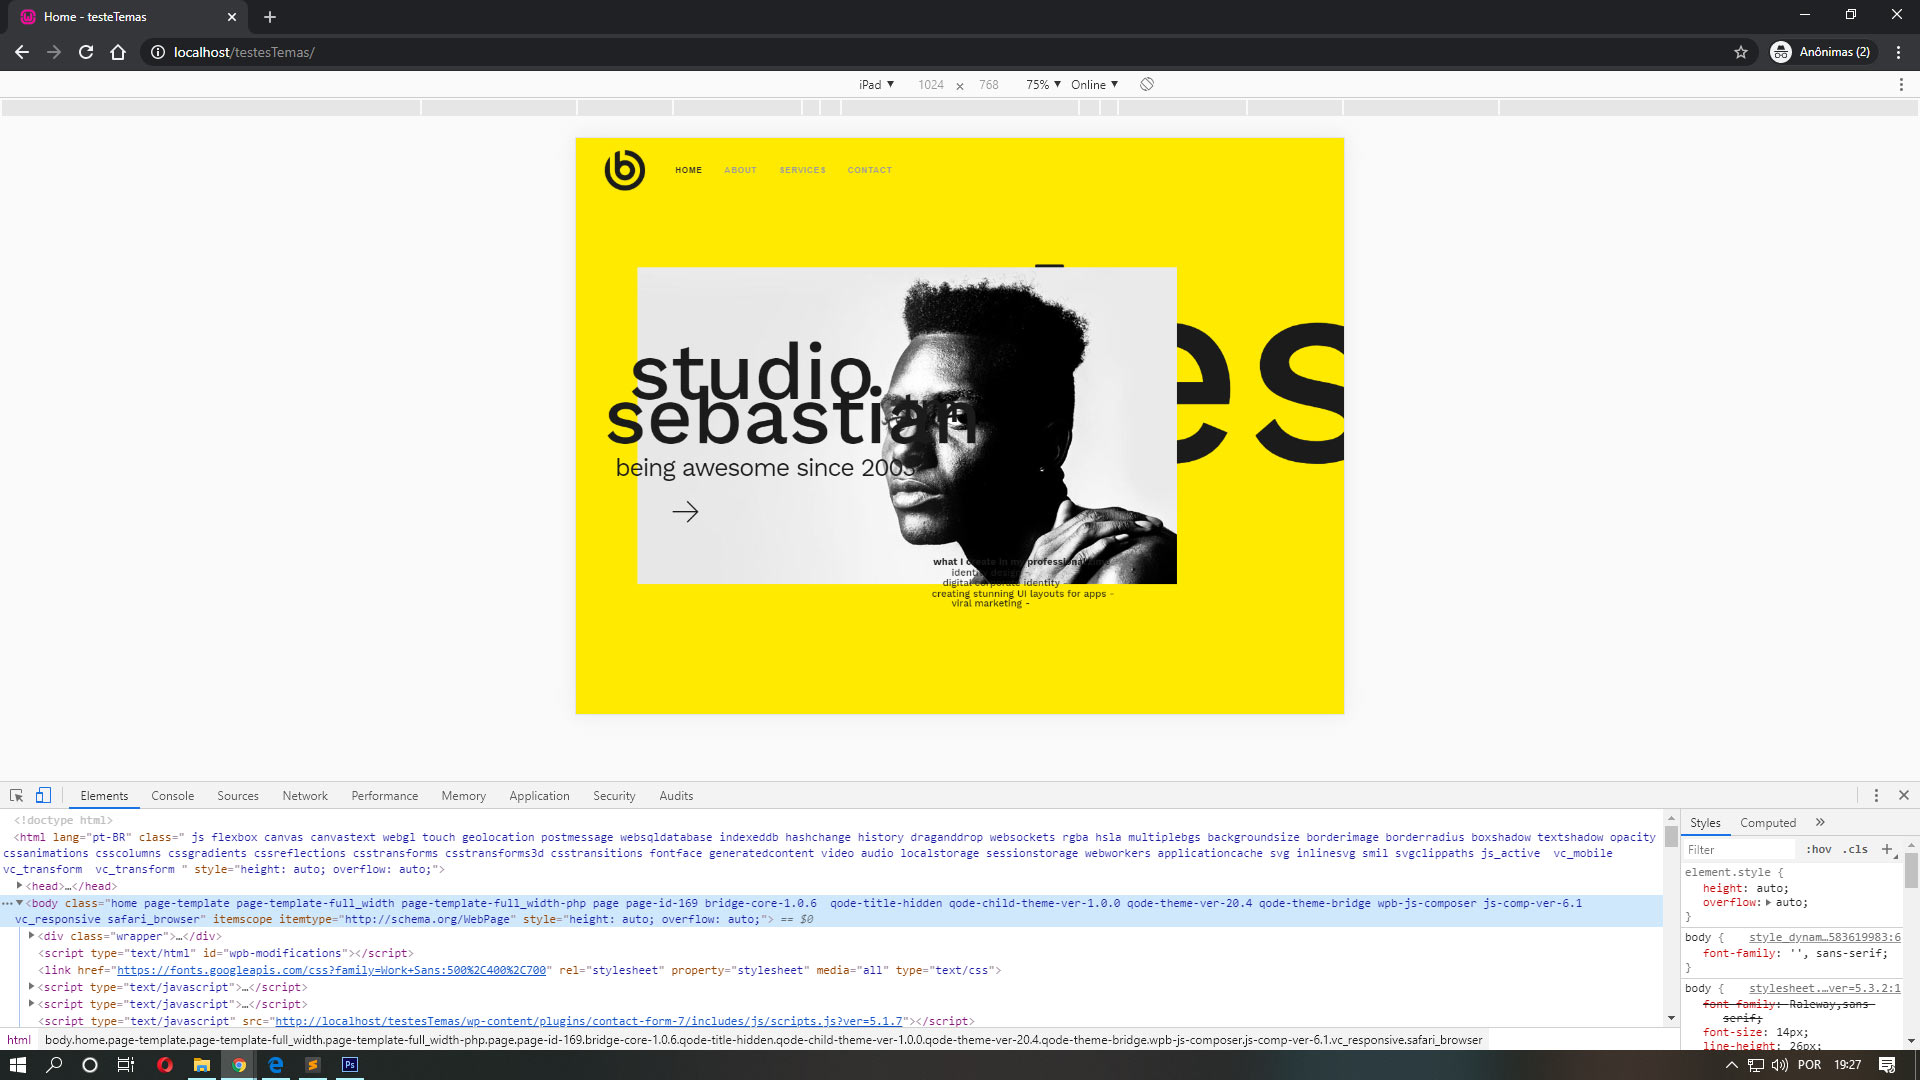 Home - testeTemas
localhost/testesTemas/
Anônimas (2)
iPad ▼ 1024 × 768 75% ▼ Online ▼
b HOME ABOUT SERVICES CONTACT
es
studio
sebastian
being awesome since 2005
what I create in my professional
identity design -
digital corporate identity -
creating stunning UI layouts for apps -
viral marketing -
Elements Console Sources Network Performance Memory Application Security Audits
<!doctype html>
<html lang="pt-BR" class=" js flexbox canvas canvastext webgl touch geolocation postmessage websqldatabase indexeddb hashchange history draganddrop websockets rgba hsla multiplebgs backgroundsize borderimage borderradius boxshadow textshadow opacity
cssanimations csscolumns cssgradients cssreflections csstransforms csstransforms3d csstransitions fontface generatedcontent video audio localstorage sessionstorage webworkers applicationcache svg inlinesvg smil svgclippaths js_active  vc_mobile
vc_transform  vc_transform " style="height: auto; overflow: auto;">
<head>…</head>
<body class="home page-template page-template-full_width page-template-full_width-php page page-id-169 bridge-core-1.0.6  qode-title-hidden qode-child-theme-ver-1.0.0 qode-theme-ver-20.4 qode-theme-bridge wpb-js-composer js-comp-ver-6.1
vc_responsive safari_browser" itemscope itemtype="http://schema.org/WebPage" style="height: auto; overflow: auto;"> == $0
<div class="wrapper">…</div>
<script type="text/html" id="wpb-modifications"></script>
<link href="https://fonts.googleapis.com/css?family=Work+Sans:500%2C400%2C700" rel="stylesheet" property="stylesheet" media="all" type="text/css">
<script type="text/javascript">…</script>
<script type="text/javascript">…</script>
<script type="text/javascript" src="http://localhost/testesTemas/wp-content/plugins/contact-form-7/includes/js/scripts.js?ver=5.1.7"></script>
html body.home.page-template.page-template-full_width.page-template-full_width-php.page.page-id-169.bridge-core-1.0.6.qode-title-hidden.qode-child-theme-ver-1.0.0.qode-theme-ver-20.4.qode-theme-bridge.wpb-js-composer.js-comp-ver-6.1.vc_responsive.safari_browser
Styles Computed »
Filter :hov .cls +
element.style {
height: auto;
overflow: auto;
}
body { style_dynam…583619983:6
font-family: '', sans-serif;
}
body { stylesheet.…ver=5.3.2:1
font-family: Raleway,sans-
serif;
font-size: 14px;
line-height: 26px;
Ps
POR 19:27